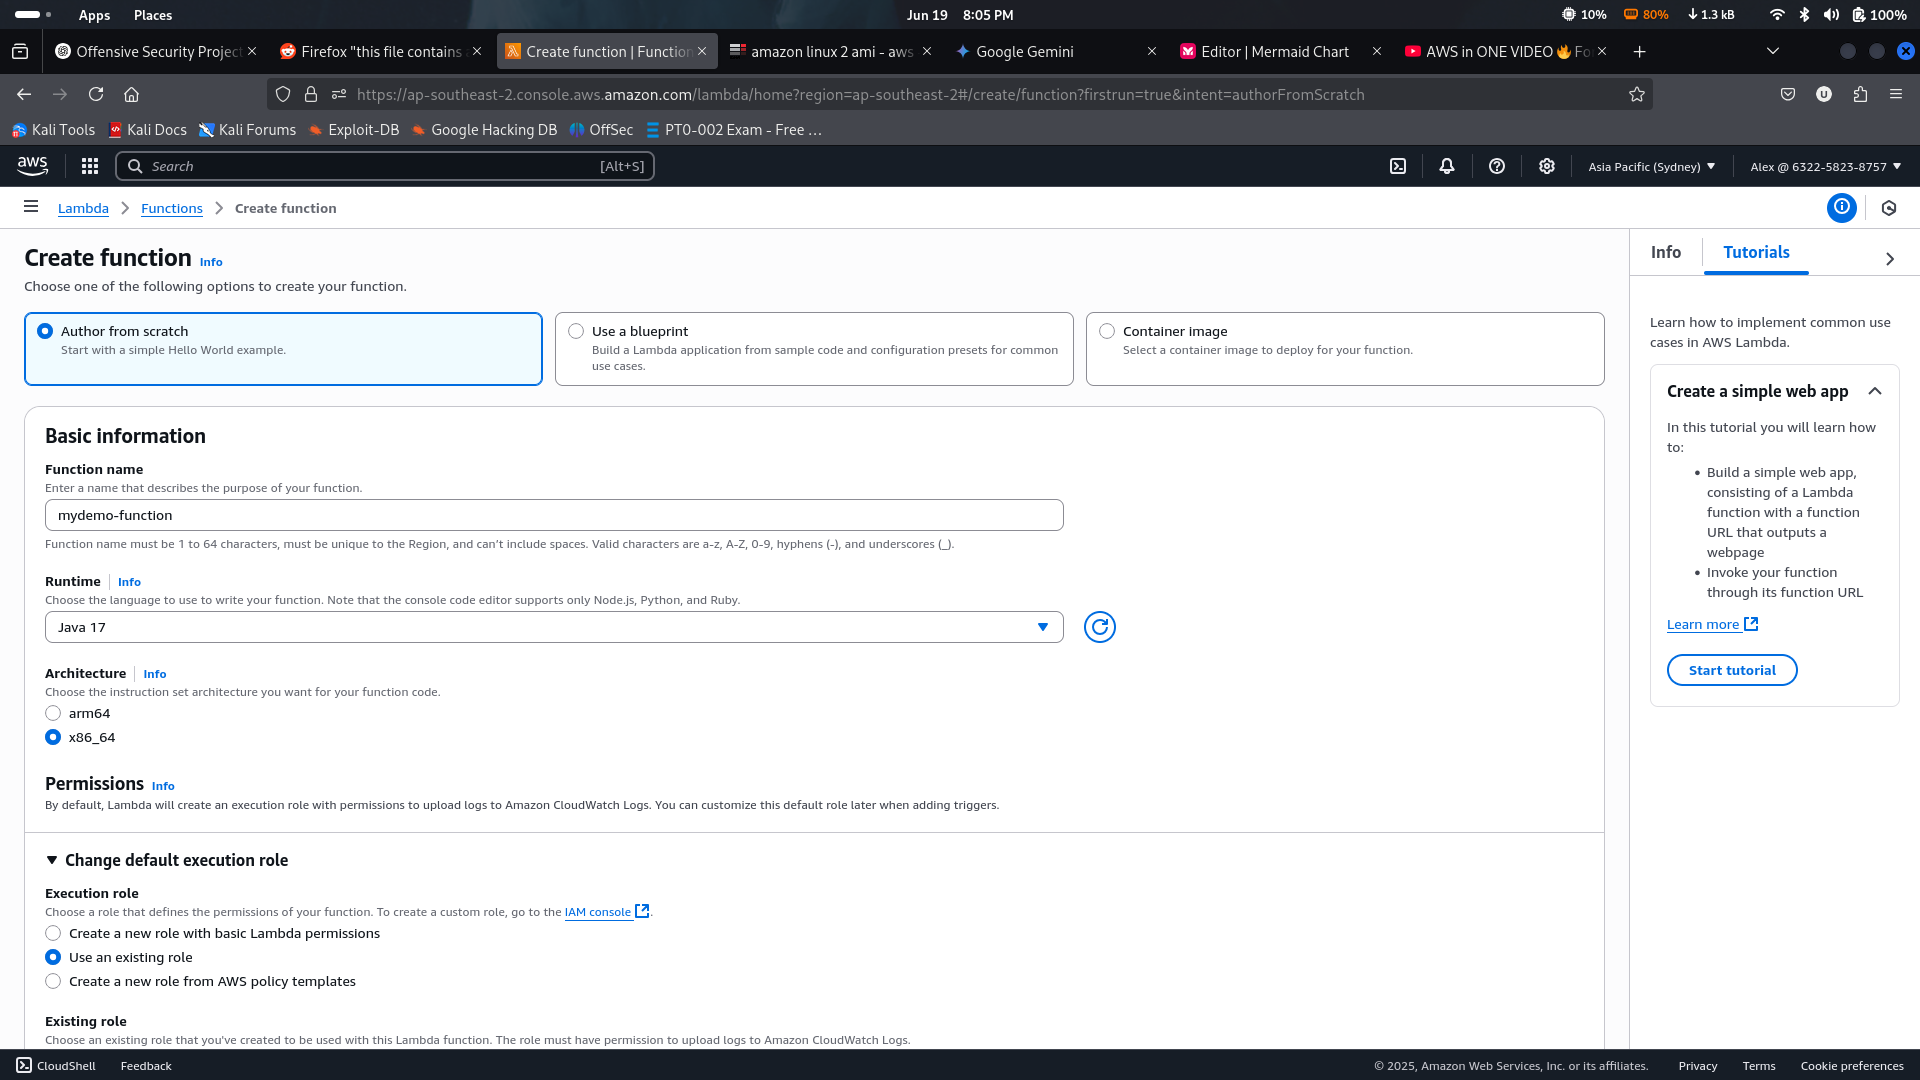 Apps Places Jun 19 8:05 PM 10% 80% 1.3 kB 100%
Offensive Security Project Firefox "this file contains Create function | Function amazon linux 2 ami - aws Google Gemini Editor | Mermaid Chart AWS in ONE VIDEO 🔥 Fo
https://ap-southeast-2.console.aws.amazon.com/lambda/home?region=ap-southeast-2#/create/function?firstrun=true&intent=authorFromScratch U
Kali Tools Kali Docs Kali Forums Exploit-DB Google Hacking DB OffSec PT0-002 Exam - Free …
aws Search [Alt+S] Asia Pacific (Sydney) Alex @ 6322-5823-8757
Lambda Functions Create function
Create function Info
Choose one of the following options to create your function.
Author from scratch
Start with a simple Hello World example.
Use a blueprint
Build a Lambda application from sample code and configuration presets for common
use cases.
Container image
Select a container image to deploy for your function.
Basic information
Function name
Enter a name that describes the purpose of your function.
mydemo-function
Function name must be 1 to 64 characters, must be unique to the Region, and can't include spaces. Valid characters are a-z, A-Z, 0-9, hyphens (-), and underscores (_).
Runtime Info
Choose the language to use to write your function. Note that the console code editor supports only Node.js, Python, and Ruby.
Java 17
Architecture Info
Choose the instruction set architecture you want for your function code.
arm64
x86_64
Permissions Info
By default, Lambda will create an execution role with permissions to upload logs to Amazon CloudWatch Logs. You can customize this default role later when adding triggers.
Change default execution role
Execution role
Choose a role that defines the permissions of your function. To create a custom role, go to the IAM console.
Create a new role with basic Lambda permissions
Use an existing role
Create a new role from AWS policy templates
Existing role
Choose an existing role that you've created to be used with this Lambda function. The role must have permission to upload logs to Amazon CloudWatch Logs.
Info Tutorials
Learn how to implement common use
cases in AWS Lambda.
Create a simple web app
In this tutorial you will learn how
to:
• Build a simple web app,
consisting of a Lambda
function with a function
URL that outputs a
webpage
• Invoke your function
through its function URL
Learn more
Start tutorial
CloudShell Feedback © 2025, Amazon Web Services, Inc. or its affiliates. Privacy Terms Cookie preferences